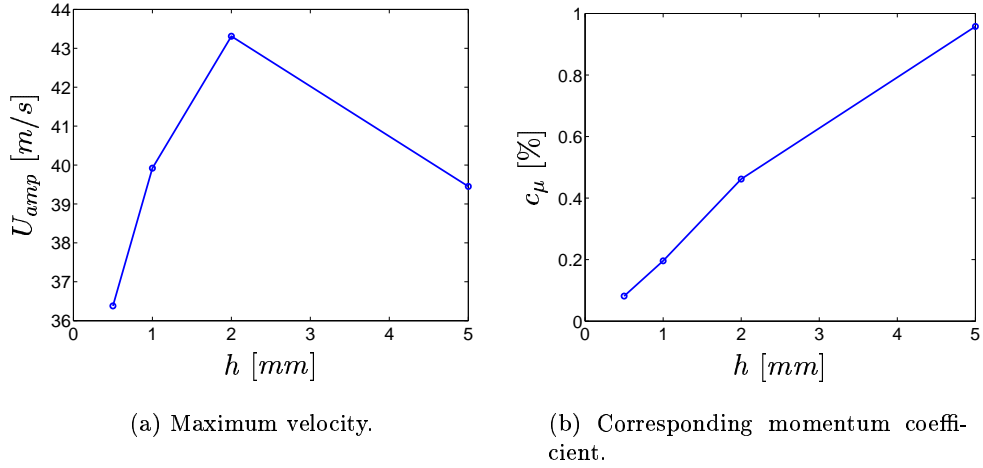 44
43
42
41
40
39
38
37
36
0 1 2 3 4 5
U_amp [m/s]
h [mm]
(a) Maximum velocity.
1
0.8
0.6
0.4
0.2
0
0 1 2 3 4 5
c_μ [%]
h [mm]
(b) Corresponding momentum coeffi-
cient.